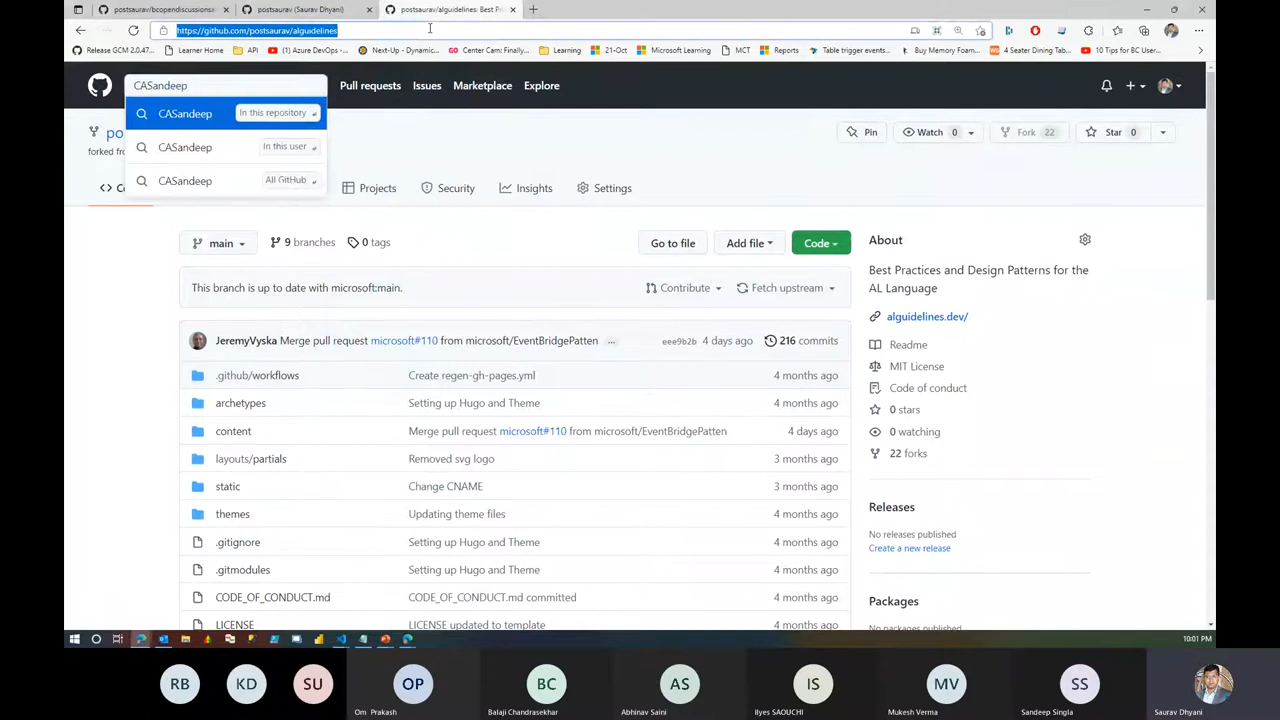 postsaurav/bcopendiscussionsa
postsaurav (Saurav Dhyani)
postsaurav/alguidelines: Best Pr
https://github.com/postsaurav/alguidelines
Release GCM 2.0.47...
Learner Home
API
(1) Azure DevOps -...
Next-Up - Dynamic...
Center Cam: Finally...
Learning
21-Oct
Microsoft Learning
MCT
Reports
Table trigger events...
Buy Memory Foam...
4 Seater Dining Tab...
10 Tips for BC User...
CASandeep
Pull requests
Issues
Marketplace
Explore
CASandeep In this repository
CASandeep In this user
CASandeep All GitHub
po
forked fro
Pin
Watch 0
Fork 22
Star 0
Projects
Security
Insights
Settings
main
9 branches
0 tags
Go to file
Add file
Code
About
Best Practices and Design Patterns for the
AL Language
alguidelines.dev/
Readme
MIT License
Code of conduct
0 stars
0 watching
22 forks
Releases
No releases published
Create a new release
Packages
No packages published
This branch is up to date with microsoft:main.
Contribute
Fetch upstream
JeremyVyska Merge pull request microsoft#110 from microsoft/EventBridgePatten ... eee9b2b 4 days ago 216 commits
.github/workflows Create regen-gh-pages.yml 4 months ago
archetypes Setting up Hugo and Theme 4 months ago
content Merge pull request microsoft#110 from microsoft/EventBridgePatten 4 days ago
layouts/partials Removed svg logo 3 months ago
static Change CNAME 3 months ago
themes Updating theme files 4 months ago
.gitignore Setting up Hugo and Theme 4 months ago
.gitmodules Setting up Hugo and Theme 4 months ago
CODE_OF_CONDUCT.md CODE_OF_CONDUCT.md committed 4 months ago
LICENSE LICENSE updated to template 4 months ago
10:01 PM
RB
KD
SU
OP
BC
AS
IS
MV
SS
Om Prakash
Balaji Chandrasekhar
Abhinav Saini
Ilyes SAOUCHI
Mukesh Verma
Sandeep Singla
Saurav Dhyani